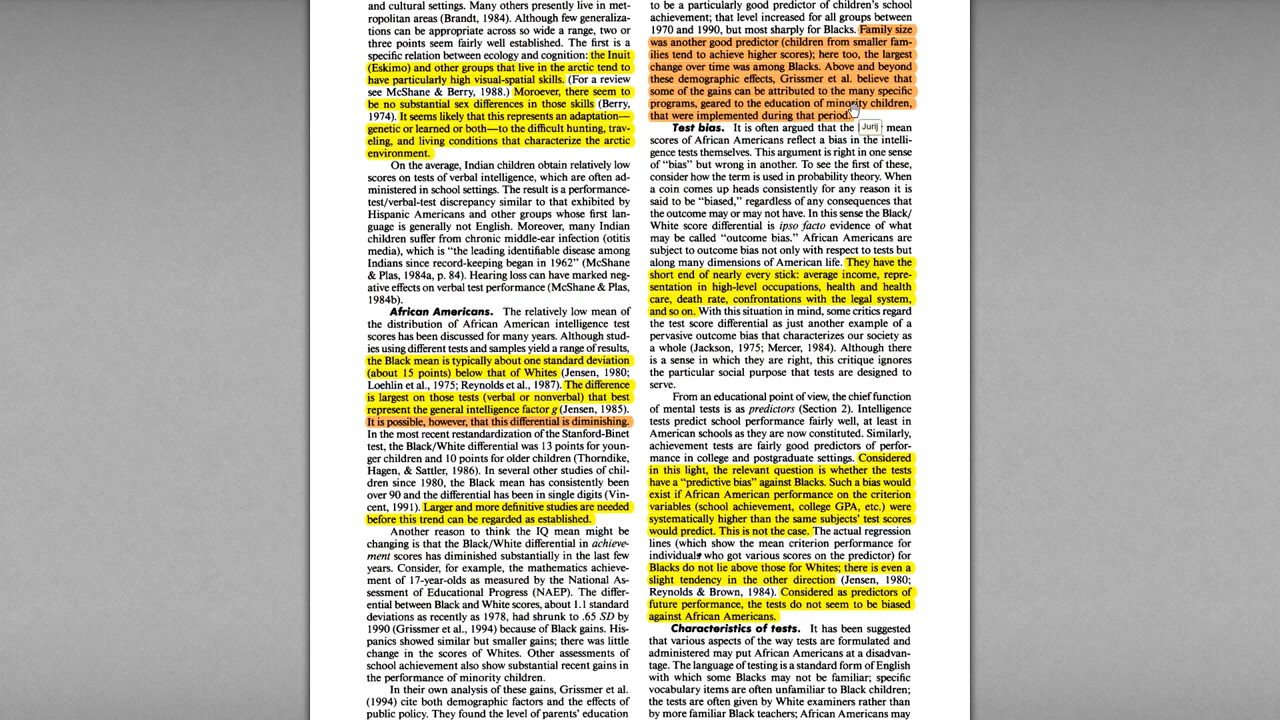 and cultural settings. Many others presently live in met-
ropolitan areas (Brandt, 1984). Although few generaliza-
tions can be appropriate across so wide a range, two or
three points seem fairly well established. The first is a
specific relation between ecology and cognition: the Inuit
(Eskimo) and other groups that live in the arctic tend to
have particularly high visual-spatial skills. (For a review
see McShane & Berry, 1988.) Moreover, there seem to
be no substantial sex differences in those skills (Berry,
1974). It seems likely that this represents an adaptation—
genetic or learned or both—to the difficult hunting, trav-
eling, and living conditions that characterize the arctic
environment.
On the average, Indian children obtain relatively low
scores on tests of verbal intelligence, which are often ad-
ministered in school settings. The result is a performance-
test/verbal-test discrepancy similar to that exhibited by
Hispanic Americans and other groups whose first lan-
guage is generally not English. Moreover, many Indian
children suffer from chronic middle-ear infection (otitis
media), which is “the leading identifiable disease among
Indians since record-keeping began in 1962” (McShane
& Plas, 1984a, p. 84). Hearing loss can have marked neg-
ative effects on verbal test performance (McShane & Plas,
1984b).
African Americans. The relatively low mean of
the distribution of African American intelligence test
scores has been discussed for many years. Although stud-
ies using different tests and samples yield a range of results,
the Black mean is typically about one standard deviation
(about 15 points) below that of Whites (Jensen, 1980;
Loehlin et al., 1975; Reynolds et al., 1987). The difference
is largest on those tests (verbal or nonverbal) that best
represent the general intelligence factor g (Jensen, 1985).
It is possible, however, that this differential is diminishing.
In the most recent restandardization of the Stanford-Binet
test, the Black/White differential was 13 points for youn-
ger children and 10 points for older children (Thorndike,
Hagen, & Sattler, 1986). In several other studies of chil-
dren since 1980, the Black mean has consistently been
over 90 and the differential has been in single digits (Vin-
cent, 1991). Larger and more definitive studies are needed
before this trend can be regarded as established.
Another reason to think the IQ mean might be
changing is that the Black/White differential in achieve-
ment scores has diminished substantially in the last few
years. Consider, for example, the mathematics achieve-
ment of 17-year-olds as measured by the National As-
sessment of Educational Progress (NAEP). The differ-
ential between Black and White scores, about 1.1 standard
deviations as recently as 1978, had shrunk to .65 SD by
1990 (Grissmer et al., 1994) because of Black gains. His-
panics showed similar but smaller gains; there was little
change in the scores of Whites. Other assessments of
school achievement also show substantial recent gains in
the performance of minority children.
In their own analysis of these gains, Grissmer et al.
(1994) cite both demographic factors and the effects of
public policy. They found the level of parents' education
to be a particularly good predictor of children's school
achievement; that level increased for all groups between
1970 and 1990, but most sharply for Blacks. Family size
was another good predictor (children from smaller fam-
ilies tend to achieve higher scores); here too, the largest
change over time was among Blacks. Above and beyond
these demographic effects, Grissmer et al. believe that
some of the gains can be attributed to the many specific
programs, geared to the education of minority children,
that were implemented during that period.
Jurij
Test bias. It is often argued that the mean
scores of African Americans reflect a bias in the intelli-
gence tests themselves. This argument is right in one sense
of “bias” but wrong in another. To see the first of these,
consider how the term is used in probability theory. When
a coin comes up heads consistently for any reason it is
said to be “biased,” regardless of any consequences that
the outcome may or may not have. In this sense the Black/
White score differential is ipso facto evidence of what
may be called “outcome bias.” African Americans are
subject to outcome bias not only with respect to tests but
along many dimensions of American life. They have the
short end of nearly every stick: average income, repre-
sentation in high-level occupations, health and health
care, death rate, confrontations with the legal system,
and so on. With this situation in mind, some critics regard
the test score differential as just another example of a
pervasive outcome bias that characterizes our society as
a whole (Jackson, 1975; Mercer, 1984). Although there
is a sense in which they are right, this critique ignores
the particular social purpose that tests are designed to
serve.
From an educational point of view, the chief function
of mental tests is as predictors (Section 2). Intelligence
tests predict school performance fairly well, at least in
American schools as they are now constituted. Similarly,
achievement tests are fairly good predictors of perfor-
mance in college and postgraduate settings. Considered
in this light, the relevant question is whether the tests
have a “predictive bias” against Blacks. Such a bias would
exist if African American performance on the criterion
variables (school achievement, college GPA, etc.) were
systematically higher than the same subjects' test scores
would predict. This is not the case. The actual regression
lines (which show the mean criterion performance for
individuals who got various scores on the predictor) for
Blacks do not lie above those for Whites; there is even a
slight tendency in the other direction (Jensen, 1980;
Reynolds & Brown, 1984). Considered as predictors of
future performance, the tests do not seem to be biased
against African Americans.
Characteristics of tests. It has been suggested
that various aspects of the way tests are formulated and
administered may put African Americans at a disadvan-
tage. The language of testing is a standard form of English
with which some Blacks may not be familiar; specific
vocabulary items are often unfamiliar to Black children;
the tests are often given by White examiners rather than
by more familiar Black teachers; African Americans may